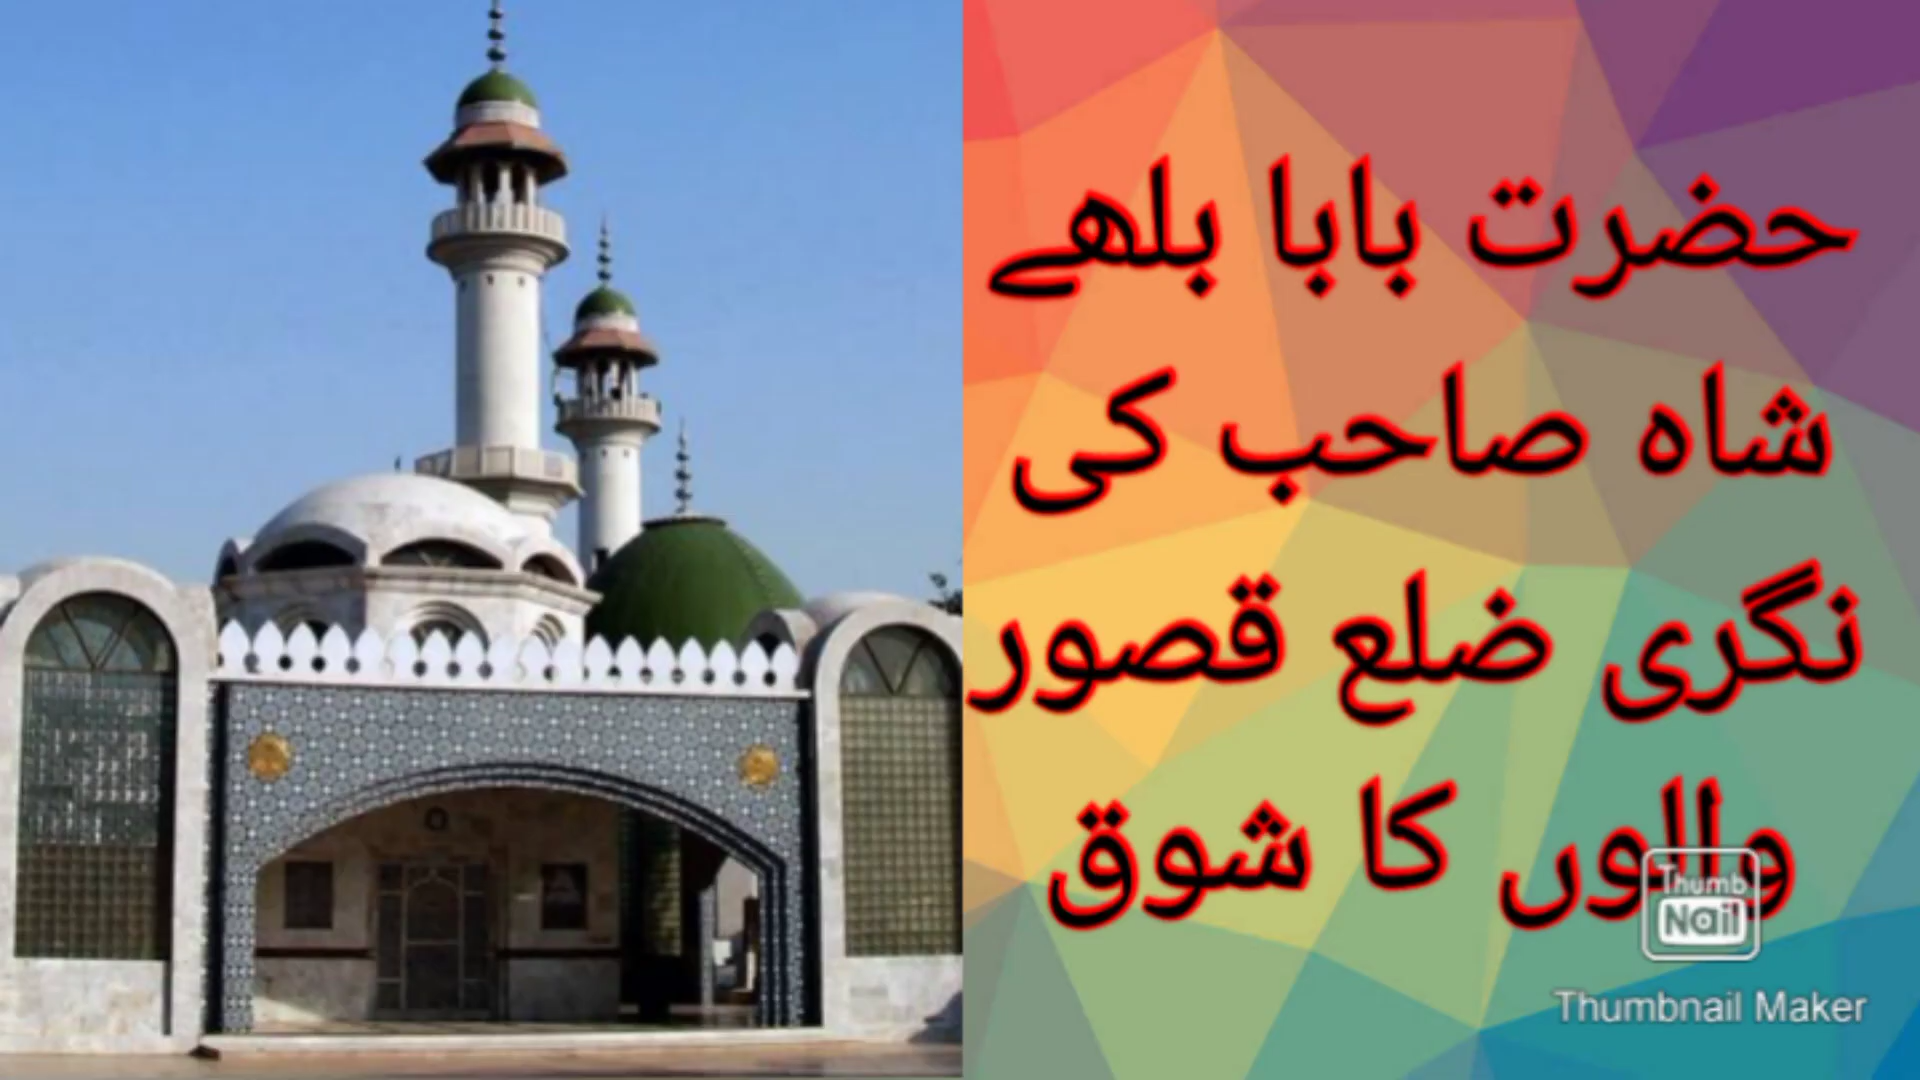 حضرت بابا بلھے
شاہ صاحب کی
نگری ضلع قصور
والوں کا شوق
Thumb
Nail
Thumbnail Maker